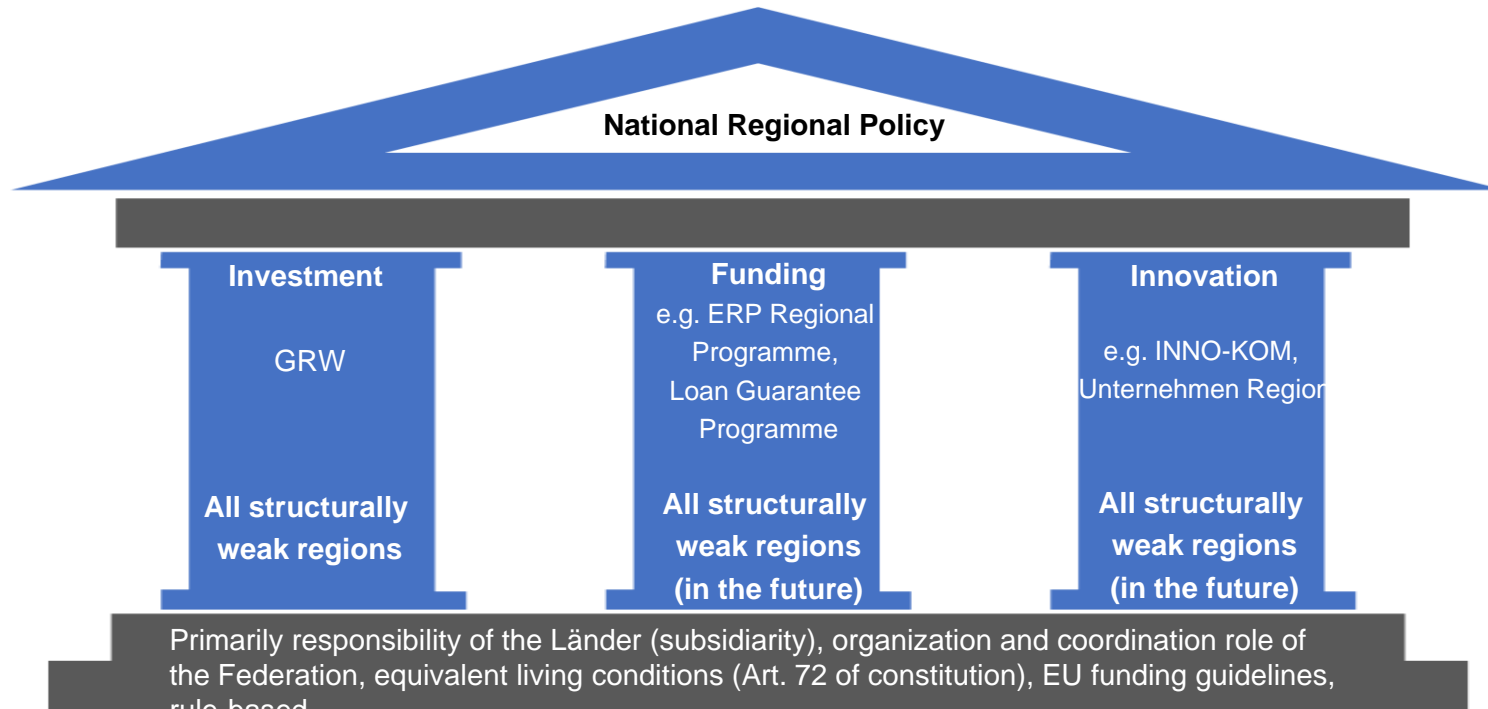 National Regional Policy
Investment
GRW
All structurally
weak regions
Funding
e.g. ERP Regional
Programme,
Loan Guarantee
Programme
All structurally
weak regions
(in the future)
Innovation
e.g. INNO-KOM,
Unternehmen Region
All structurally
weak regions
(in the future)
Primarily responsibility of the Länder (subsidiarity), organization and coordination role of
the Federation, equivalent living conditions (Art. 72 of constitution), EU funding guidelines,
rule-based